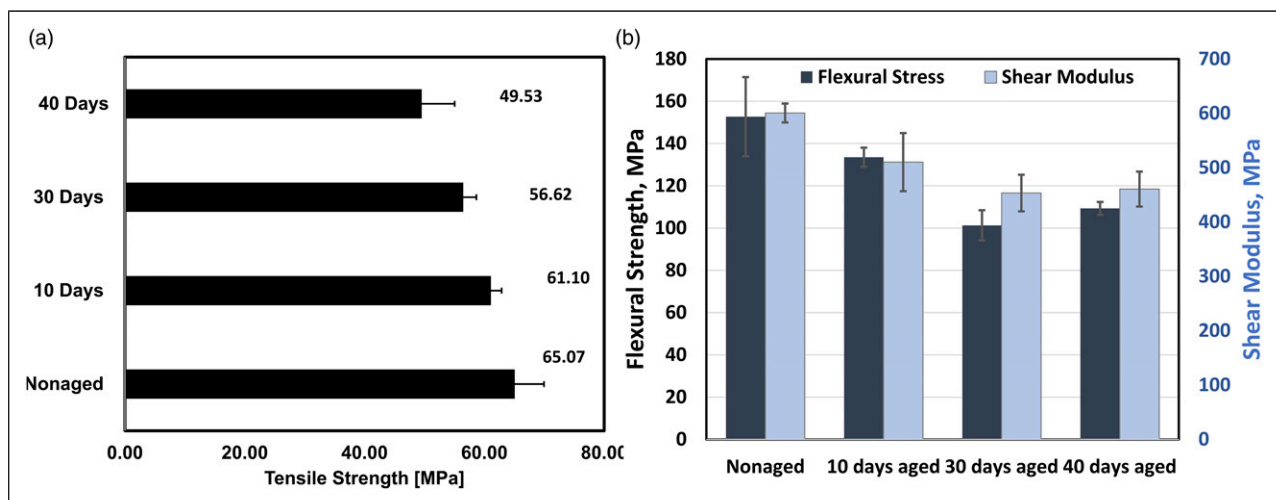 (a)
40 Days
49.53
30 Days
56.62
10 Days
61.10
Nonaged
65.07
0.00 20.00 40.00 60.00 80.00
Tensile Strength [MPa]
(b)
Flexural Stress Shear Modulus
Flexural Strength, MPa
180
160
140
120
100
80
60
40
20
0
700
600
500
400
300
200
100
0
Shear Modulus, MPa
Nonaged 10 days aged 30 days aged 40 days aged